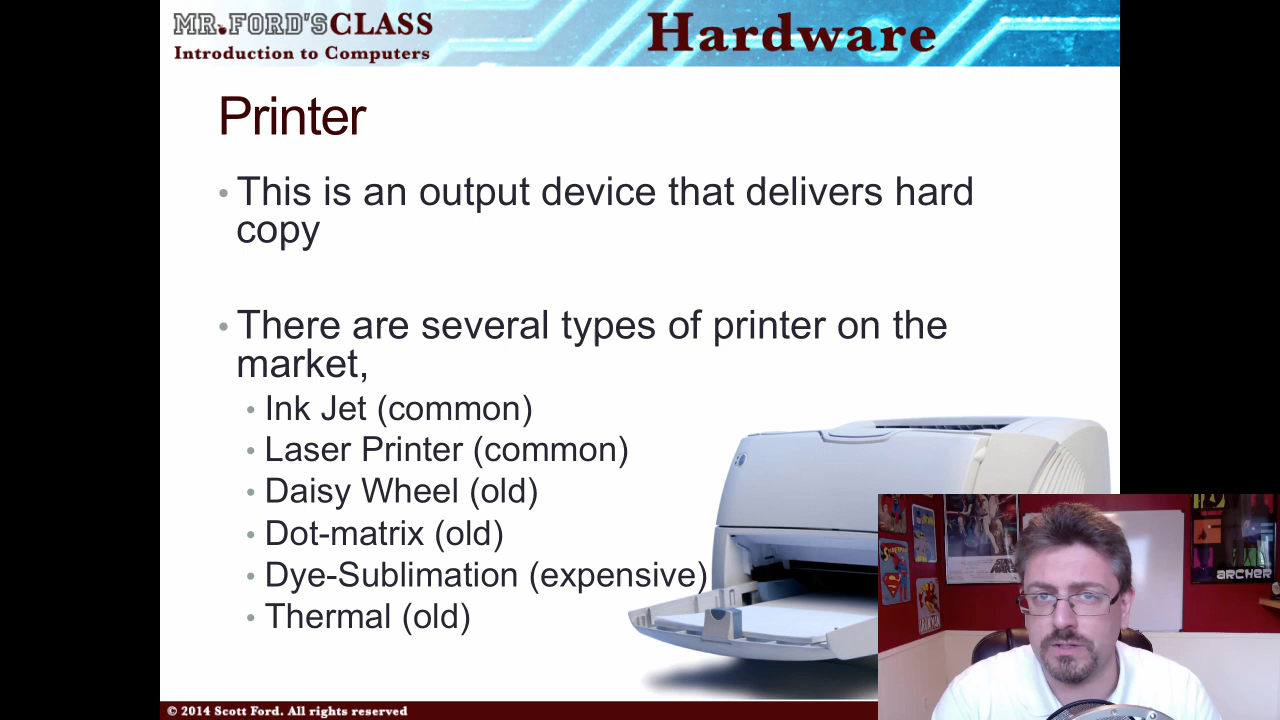 MR.FORD'S CLASS
Introduction to Computers
Hardware
Printer
• This is an output device that delivers hard
copy
• There are several types of printer on the
market,
• Ink Jet (common)
• Laser Printer (common)
• Daisy Wheel (old)
• Dot-matrix (old)
• Dye-Sublimation (expensive)
• Thermal (old)
STAR
WARS
ARCHER
© 2014 Scott Ford. All rights reserved